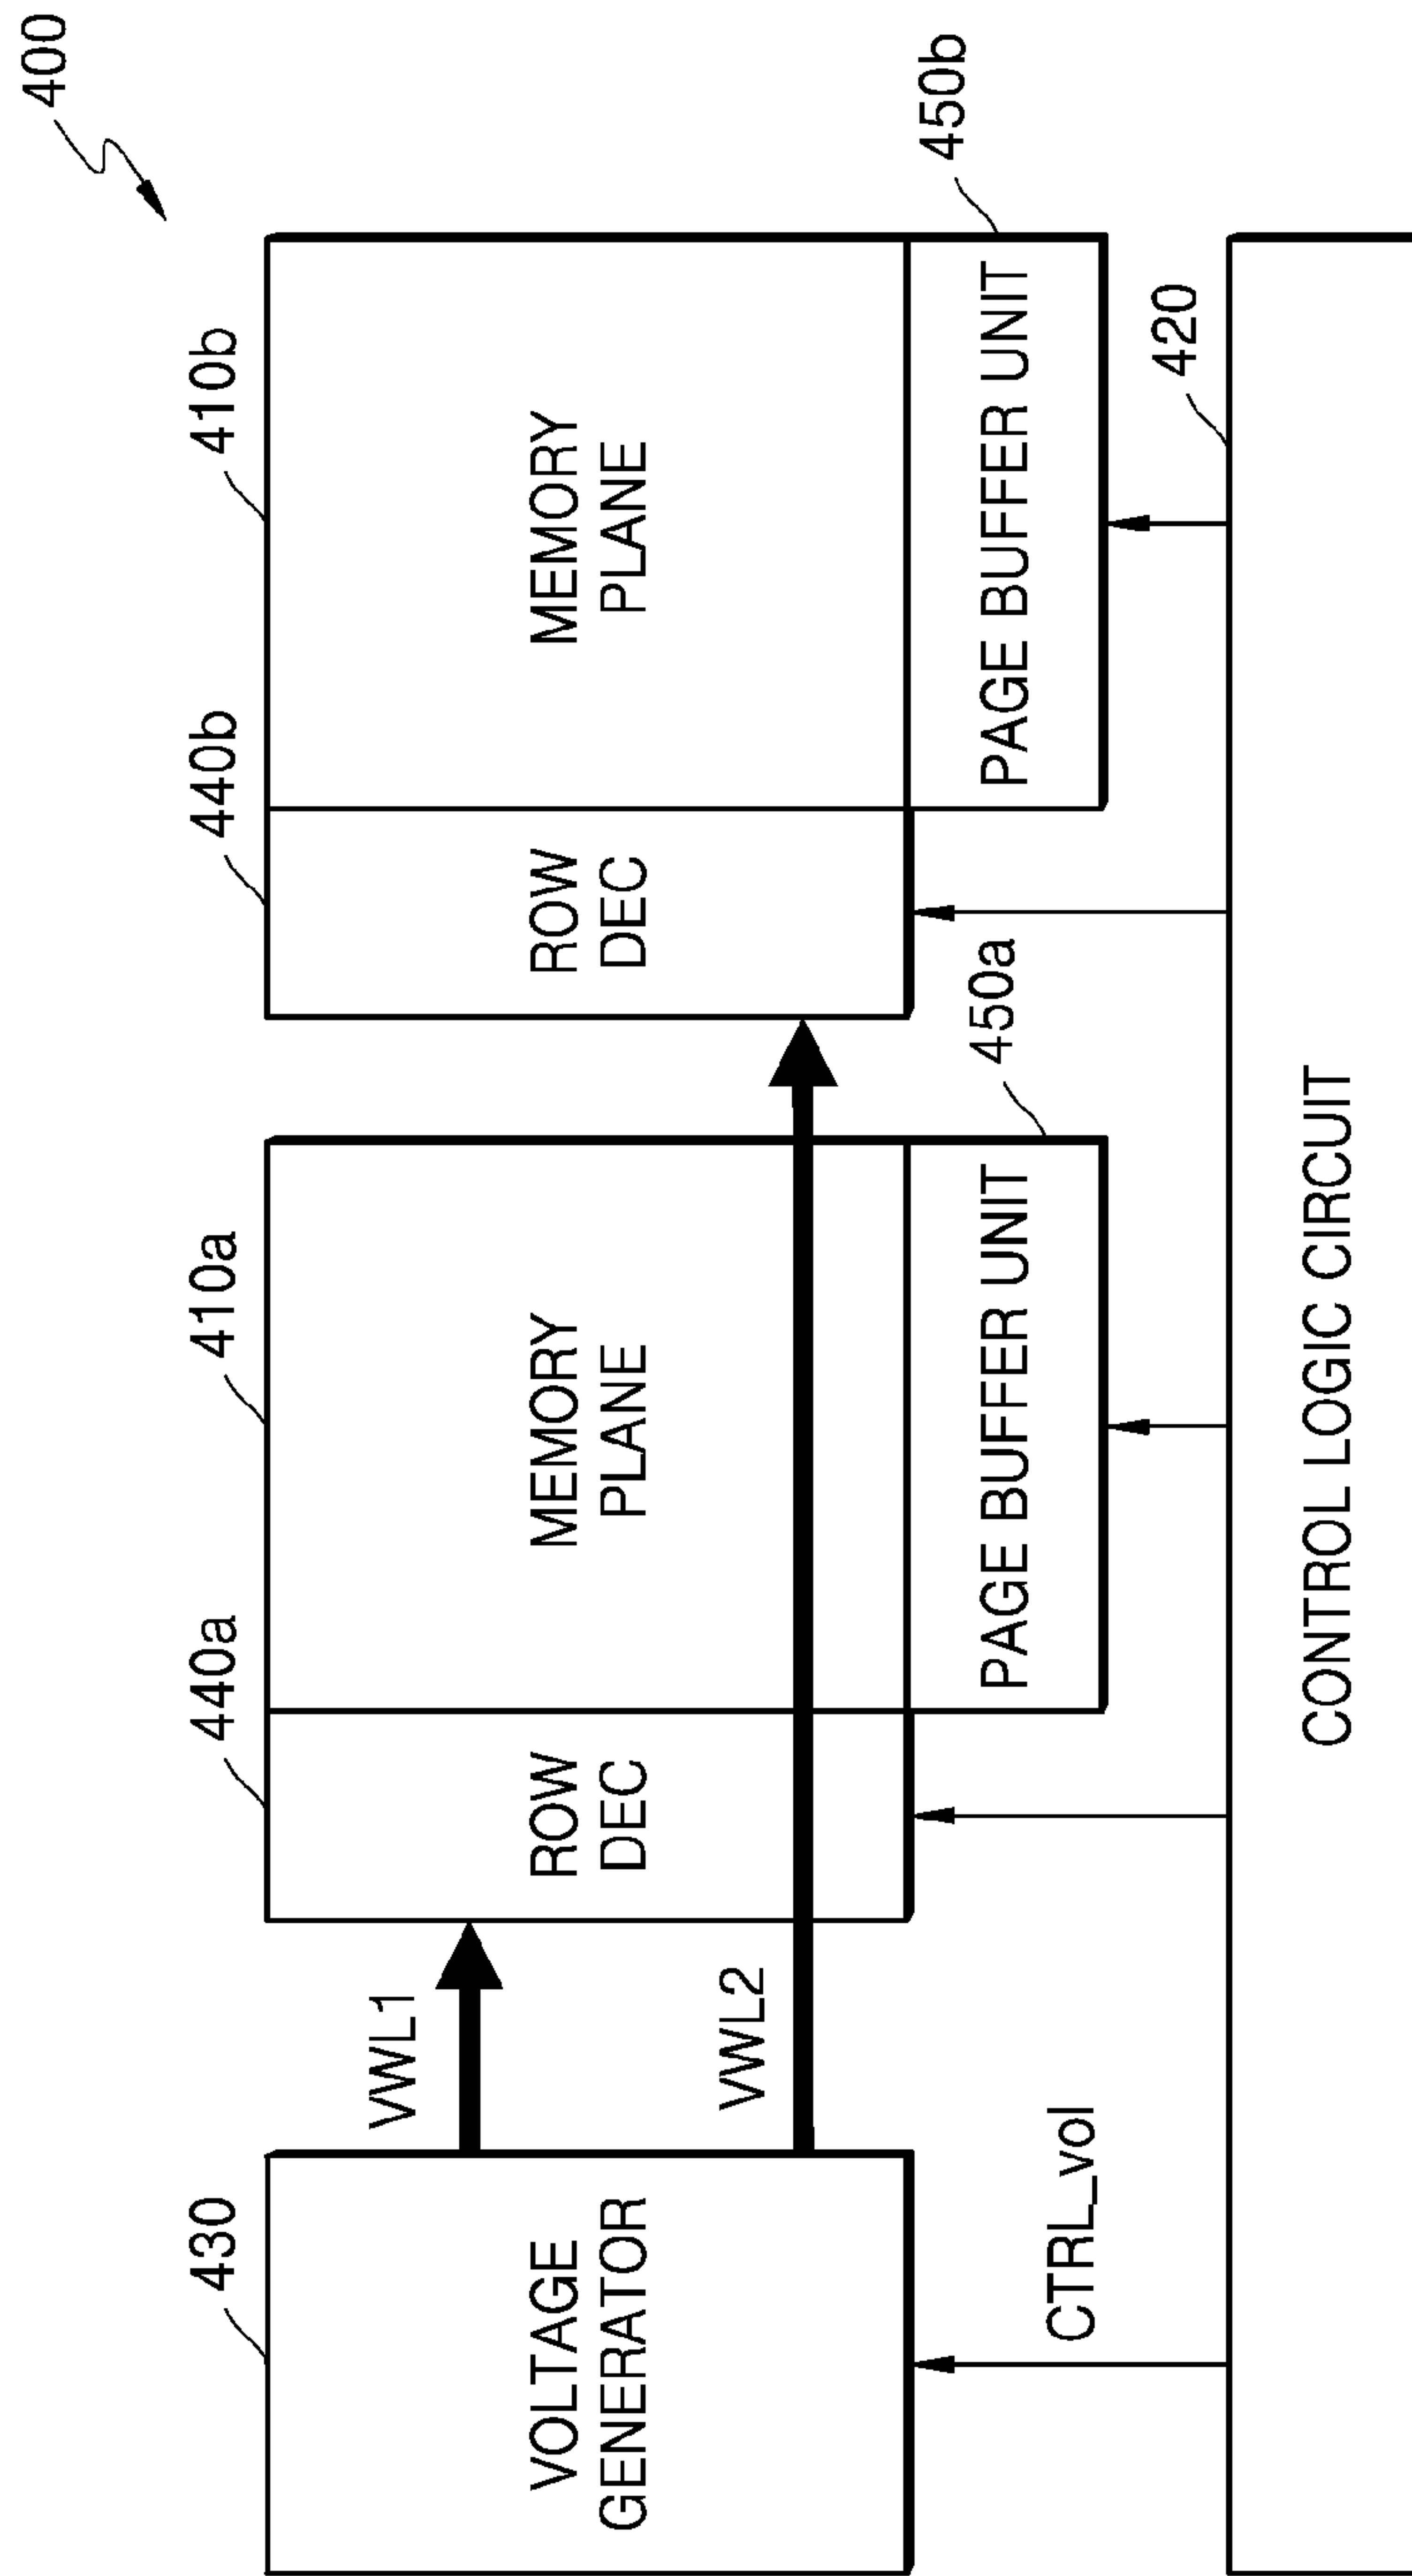 400
430
440a
410a
440b
410b
VOLTAGE
GENERATOR
VWL1
VWL2
ROW
DEC
MEMORY
PLANE
ROW
DEC
MEMORY
PLANE
PAGE BUFFER UNIT
450a
PAGE BUFFER UNIT
450b
CTRL_vol
420
CONTROL LOGIC CIRCUIT